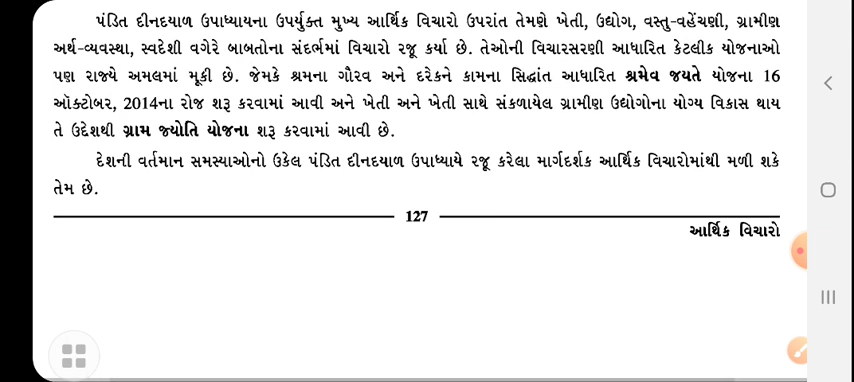 પંડિત દીનદયાળ ઉપાધ્યાયના ઉપર્યુક્ત મુખ્ય આર્થિક વિચારો ઉપરાંત તેમણે ખેતી, ઉદ્યોગ, વસ્તુ-વહેંચણી, ગ્રામીણ
અર્થ-વ્યવસ્થા, સ્વદેશી વગેરે બાબતોના સંદર્ભમાં વિચારો રજૂ કર્યા છે. તેઓની વિચારસરણી આધારિત કેટલીક યોજનાઓ
પણ રાજ્યે અમલમાં મૂકી છે. જેમકે શ્રમના ગૌરવ અને દરેકને કામના સિદ્ધાંત આધારિત શ્રમેવ જયતે યોજના 16
ઑક્ટોબર, 2014ના રોજ શરૂ કરવામાં આવી અને ખેતી અને ખેતી સાથે સંકળાયેલ ગ્રામીણ ઉદ્યોગોના યોગ્ય વિકાસ થાય
તે ઉદેશથી ગ્રામ જ્યોતિ યોજના શરૂ કરવામાં આવી છે.
દેશની વર્તમાન સમસ્યાઓનો ઉકેલ પંડિત દીનદયાળ ઉપાધ્યાયે રજૂ કરેલા માર્ગદર્શક આર્થિક વિચારોમાંથી મળી શકે
તેમ છે.
127
આર્થિક વિચારો